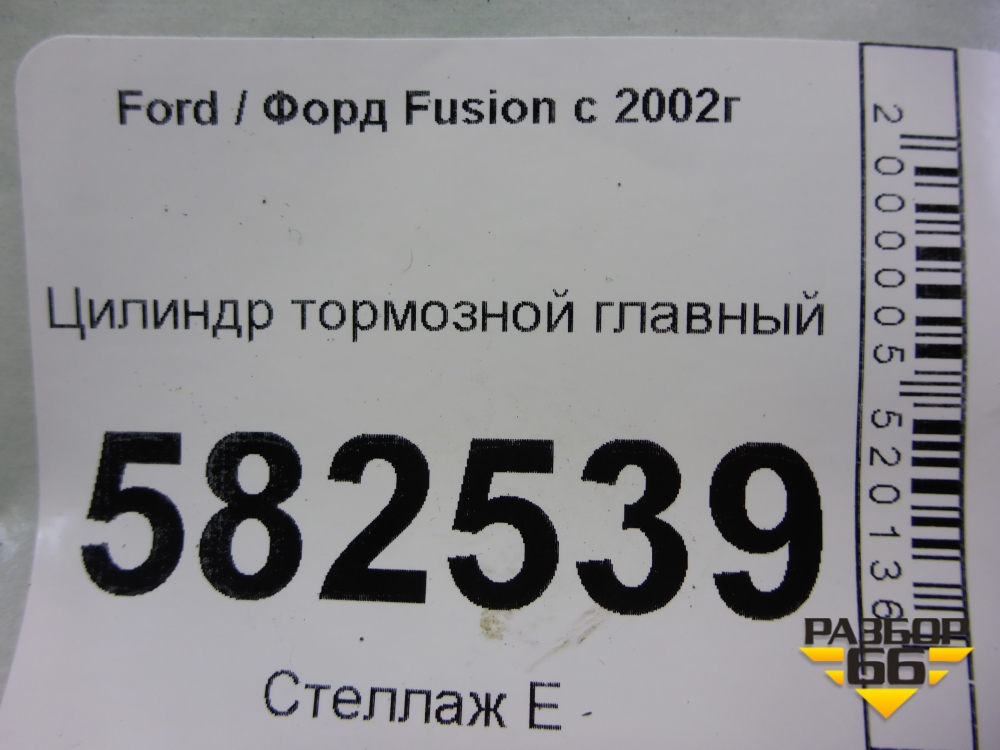 Ford / Форд Fusion с 2002г
Цилиндр тормозной главный
582539
Стеллаж Е
2000005520136
РАЗБОР
66